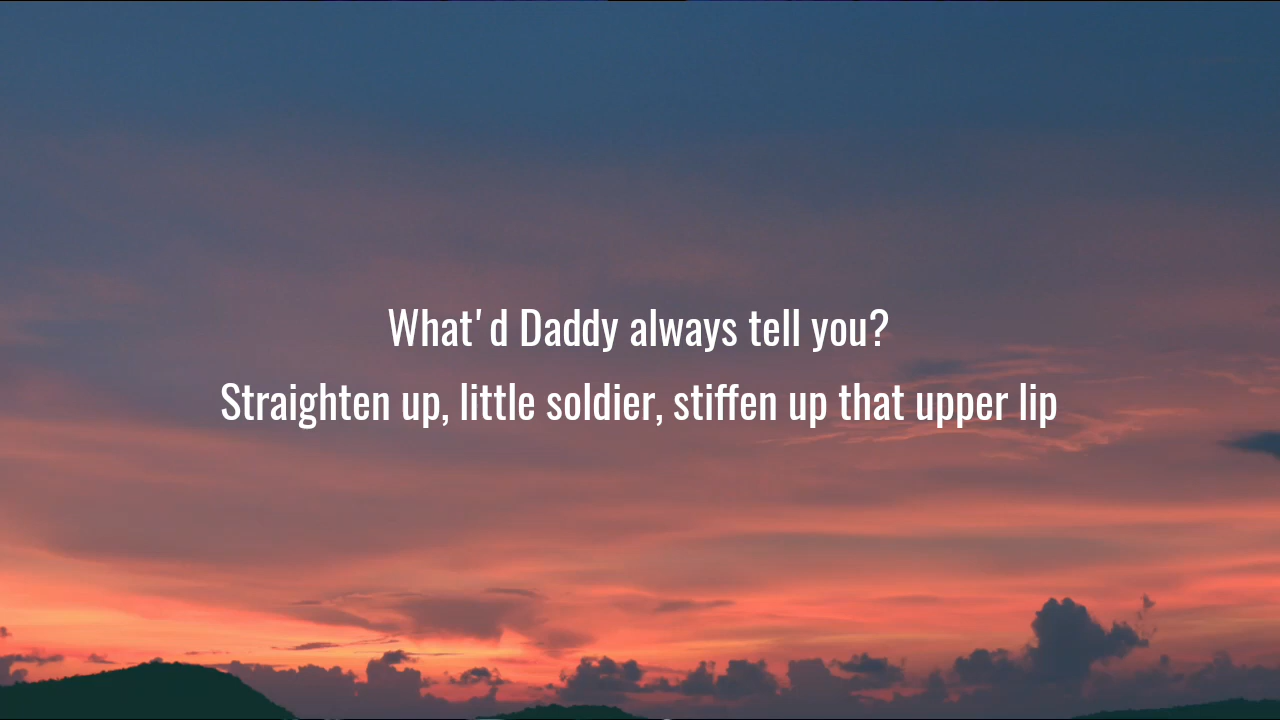 What'd Daddy always tell you?
Straighten up, little soldier, stiffen up that upper lip